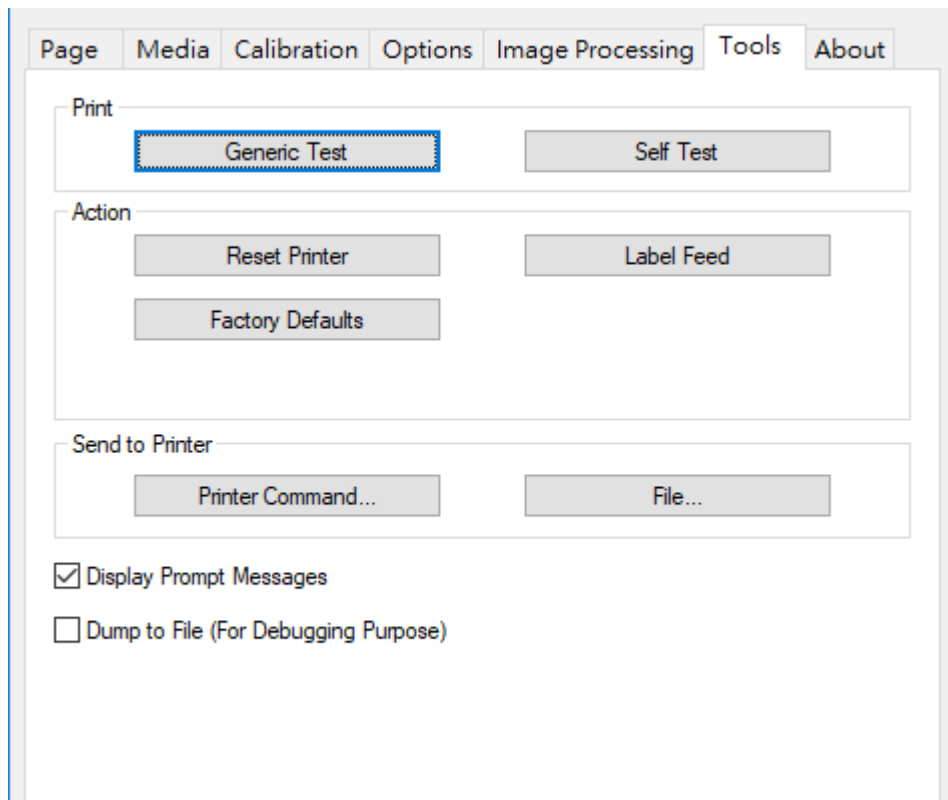 Page Media Calibration Options Image Processing Tools About
Print
Generic Test Self Test
Action
Reset Printer Label Feed
Factory Defaults
Send to Printer
Printer Command... File...
Display Prompt Messages
Dump to File (For Debugging Purpose)